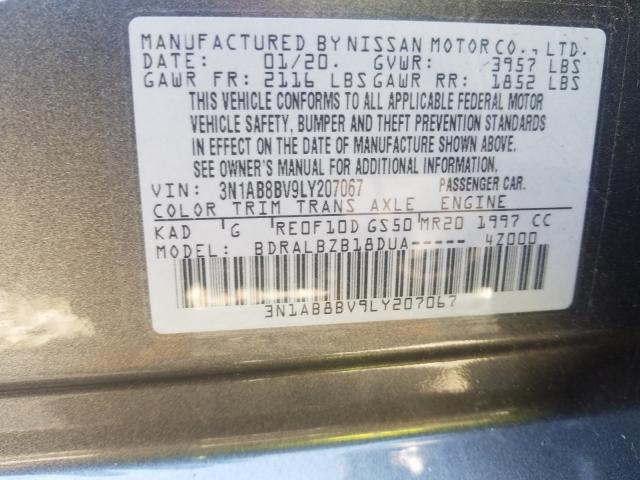 MANUFACTURED BY NISSAN MOTOR CO., LTD.
DATE: 01/20. GVWR: 3957 LBS
GAWR FR: 2116 LBS GAWR RR: 1852 LBS
THIS VEHICLE CONFORMS TO ALL APPLICABLE FEDERAL MOTOR
VEHICLE SAFETY, BUMPER AND THEFT PREVENTION STANDARDS
IN EFFECT ON THE DATE OF MANUFACTURE SHOWN ABOVE.
SEE OWNER'S MANUAL FOR ADDITIONAL INFORMATION.
VIN: 3N1AB8BV9LY207067 PASSENGER CAR.
COLOR TRIM TRANS AXLE ENGINE
KAD G RE0F10D GS50 MR20 1997 CC
MODEL: BDRALBZB18DUA----- 4Z000
3N1AB8BV9LY207067